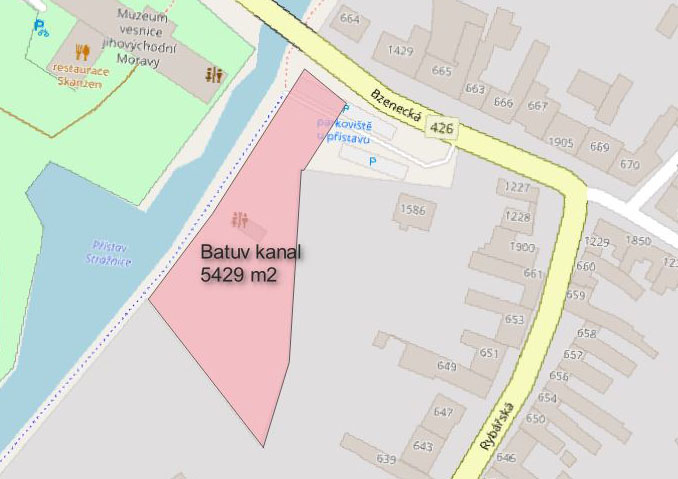 Muzeum
vesnice
jihovýchodní
Moravy
restaurace
Skanzen
664
1429
665
663
666
667
1905
669
670
Bzenecká
426
P
parkoviště
u přístavu
P
1586
1227
1228
1900
661
1229
1850
660
659
653
658
651
657
649
656
654
650
647
643
639
646
Rybářská
Přístav
Strážnice
Batuv kanal
5429 m2